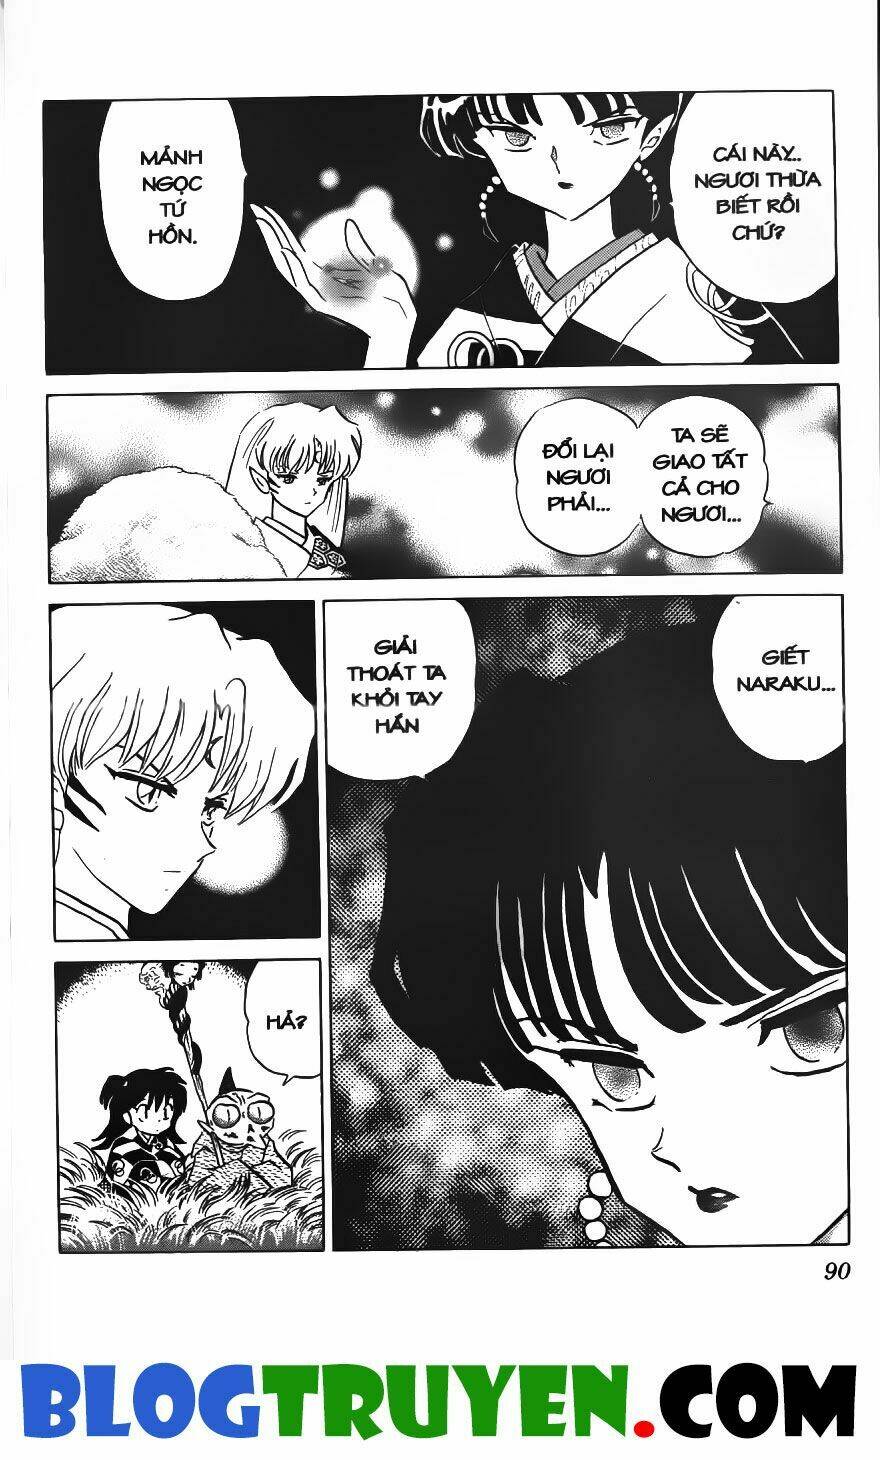 CÁI NÀY..
NGƯƠI THỪA
BIẾT RỒI
CHỨ?
MẢNH
NGỌC
TỨ
HỒN.
TA SẼ
GIAO TẤT
CẢ CHO
NGƯƠI...
ĐỔI LẠI
NGƯƠI
PHẢI...
GIẾT
NARAKU...
GIẢI
THOÁT TA
KHỎI TAY
HẮN
HẢ?
90
BLOGTRUYEN.COM